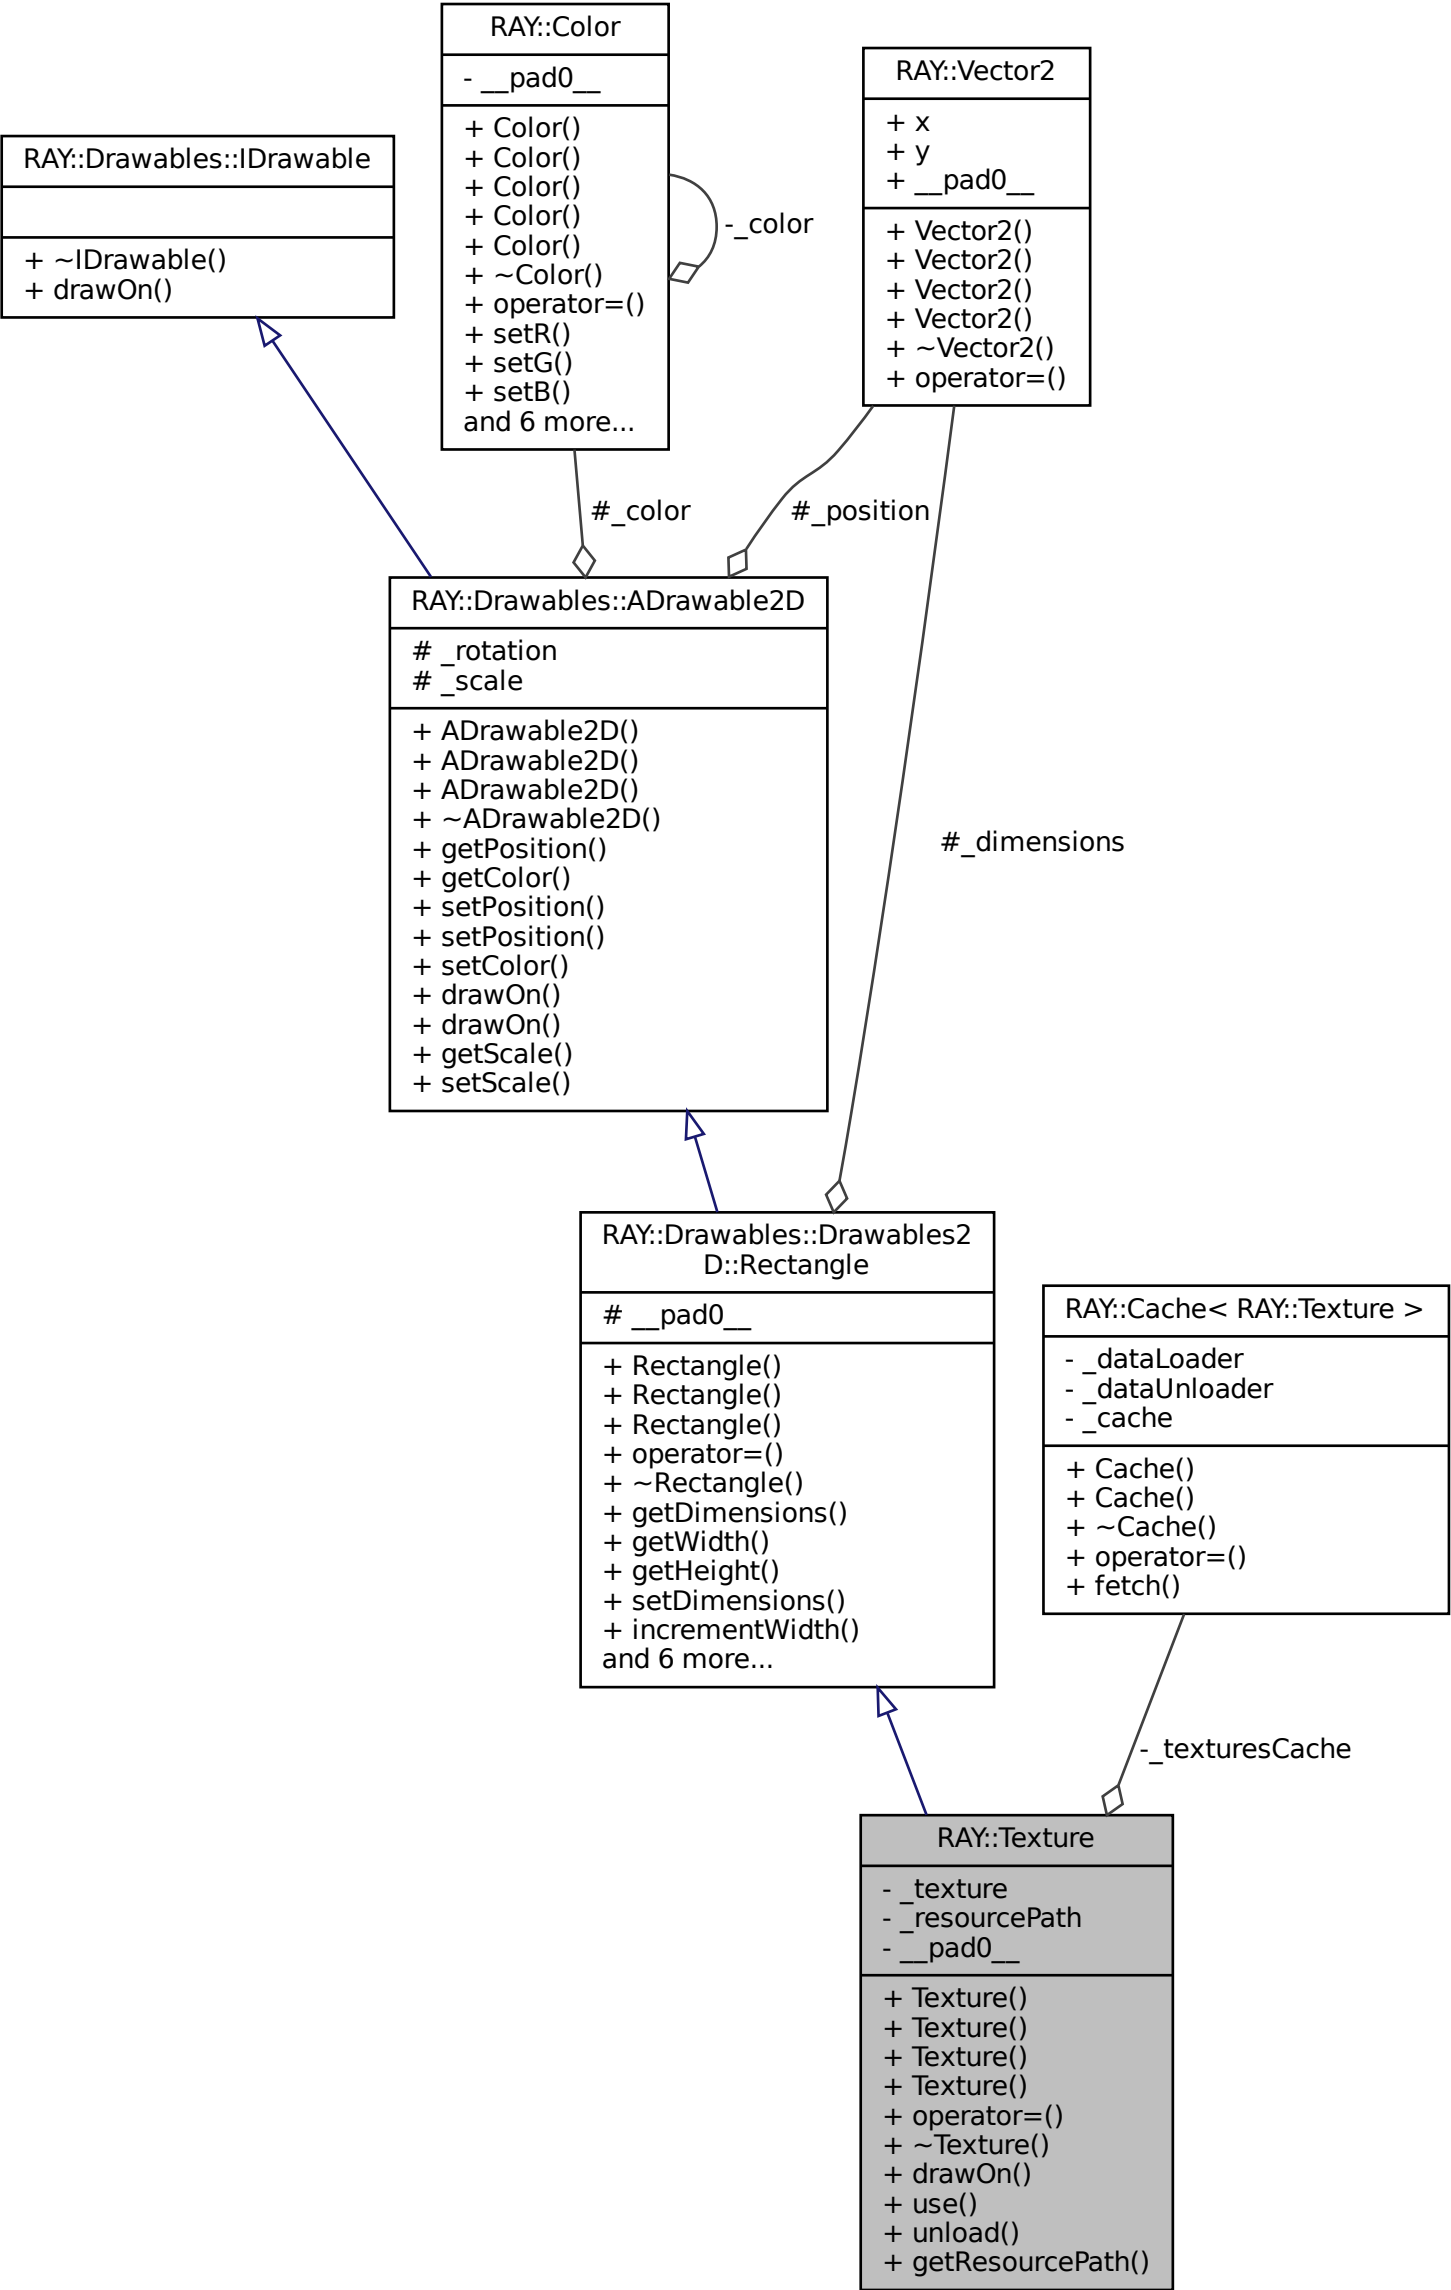 RAY::Color
- __pad0__
+ Color()
+ Color()
+ Color()
+ Color()
+ Color()
+ ~Color()
+ operator=()
+ setR()
+ setG()
+ setB()
and 6 more...
-_color
RAY::Vector2
+ x
+ y
+ __pad0__
+ Vector2()
+ Vector2()
+ Vector2()
+ Vector2()
+ ~Vector2()
+ operator=()
RAY::Drawables::IDrawable
+ ~IDrawable()
+ drawOn()
#_color
#_position
RAY::Drawables::ADrawable2D
# _rotation
# _scale
+ ADrawable2D()
+ ADrawable2D()
+ ADrawable2D()
+ ~ADrawable2D()
+ getPosition()
+ getColor()
+ setPosition()
+ setPosition()
+ setColor()
+ drawOn()
+ drawOn()
+ getScale()
+ setScale()
#_dimensions
RAY::Drawables::Drawables2
D::Rectangle
# __pad0__
+ Rectangle()
+ Rectangle()
+ Rectangle()
+ operator=()
+ ~Rectangle()
+ getDimensions()
+ getWidth()
+ getHeight()
+ setDimensions()
+ incrementWidth()
and 6 more...
RAY::Cache< RAY::Texture >
- _dataLoader
- _dataUnloader
- _cache
+ Cache()
+ Cache()
+ ~Cache()
+ operator=()
+ fetch()
-_texturesCache
RAY::Texture
- _texture
- _resourcePath
- __pad0__
+ Texture()
+ Texture()
+ Texture()
+ Texture()
+ operator=()
+ ~Texture()
+ drawOn()
+ use()
+ unload()
+ getResourcePath()